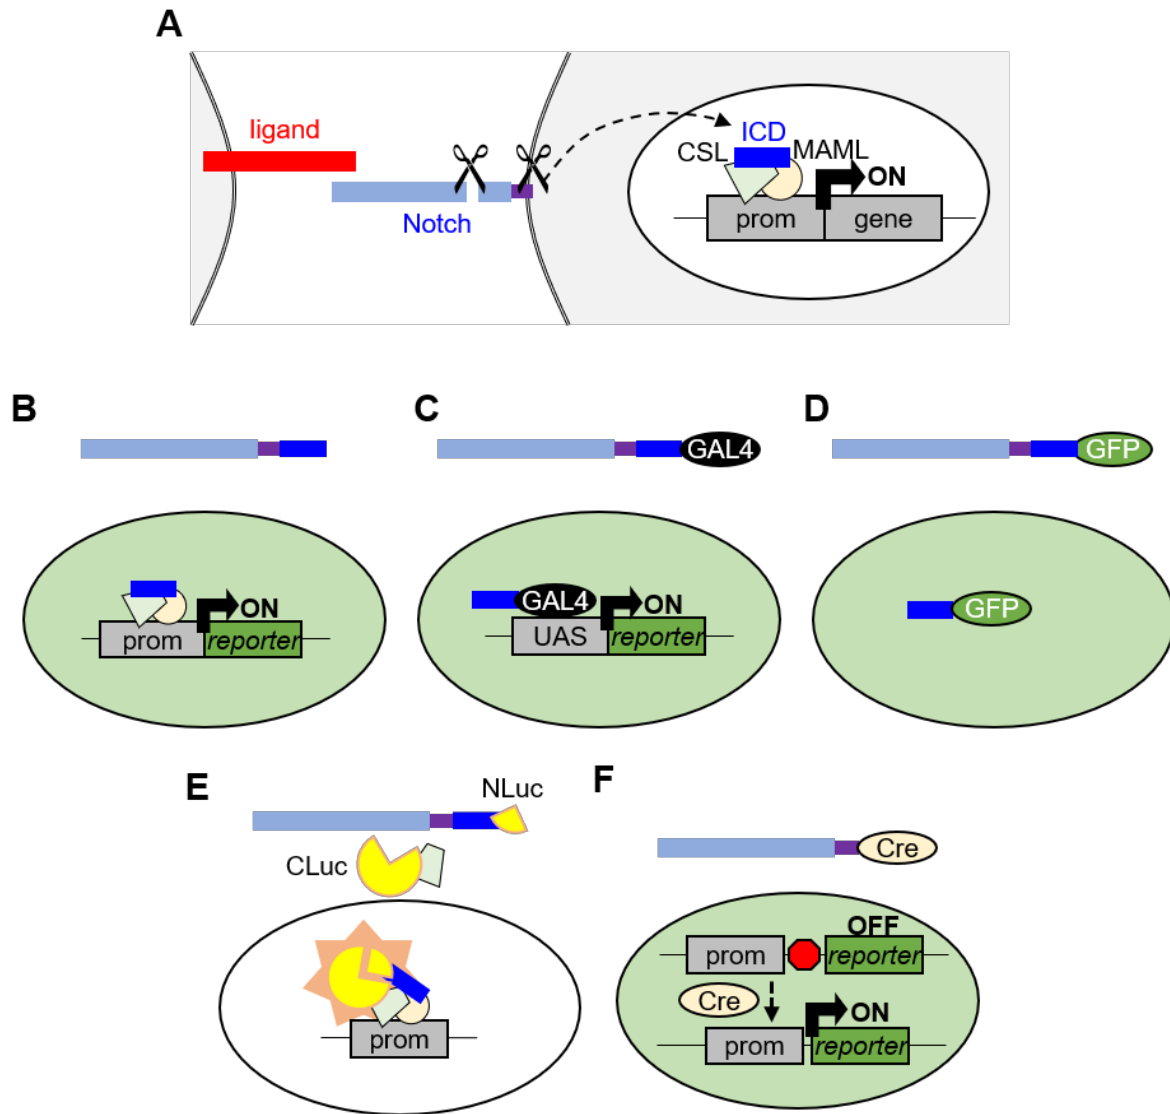 A
ligand
Notch
ICD
CSL
MAML
ON
prom
gene
B
C
D
GAL4
GFP
ON
prom
reporter
GAL4
ON
UAS
reporter
GFP
E
NLuc
CLuc
prom
F
Cre
OFF
prom
reporter
Cre
ON
prom
reporter